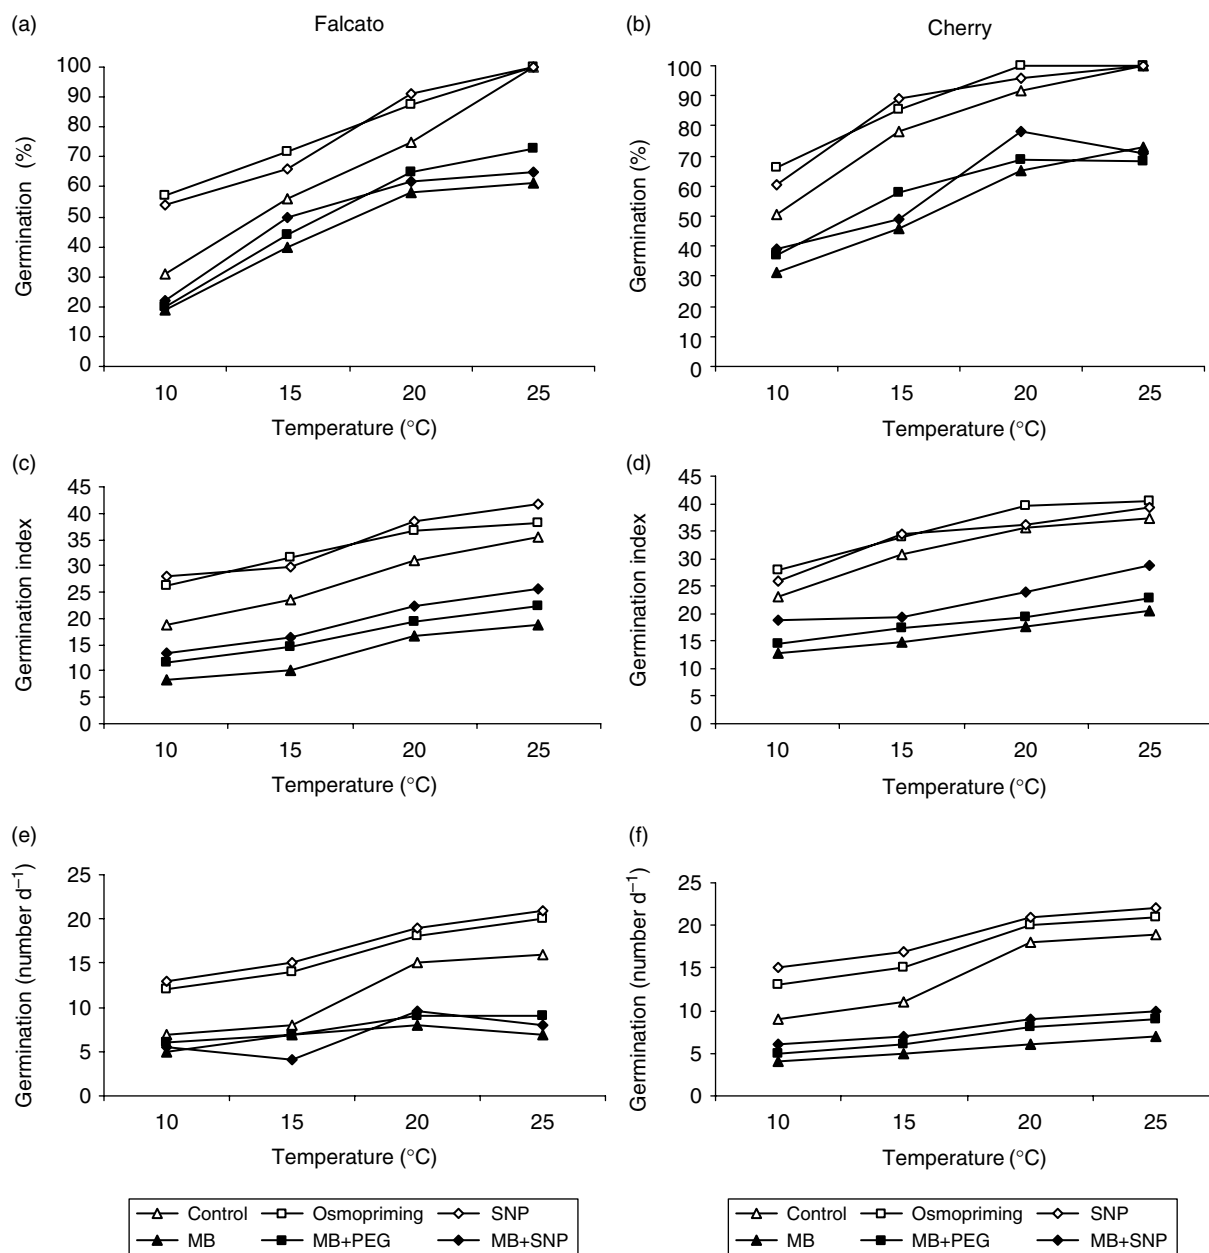 (a) Falcato
100
90
80
70
60
50
40
30
20
10
0
Germination (%)
10 15 20 25
Temperature (°C)
(b) Cherry
100
90
80
70
60
50
40
30
20
10
0
Germination (%)
10 15 20 25
Temperature (°C)
(c)
45
40
35
30
25
20
15
10
5
0
Germination index
10 15 20 25
Temperature (°C)
(d)
45
40
35
30
25
20
15
10
5
0
Germination index
10 15 20 25
Temperature (°C)
(e)
25
20
15
10
5
0
Germination (number d⁻¹)
10 15 20 25
Temperature (°C)
(f)
25
20
15
10
5
0
Germination (number d⁻¹)
10 15 20 25
Temperature (°C)
Control Osmopriming SNP
MB MB+PEG MB+SNP
Control Osmopriming SNP
MB MB+PEG MB+SNP